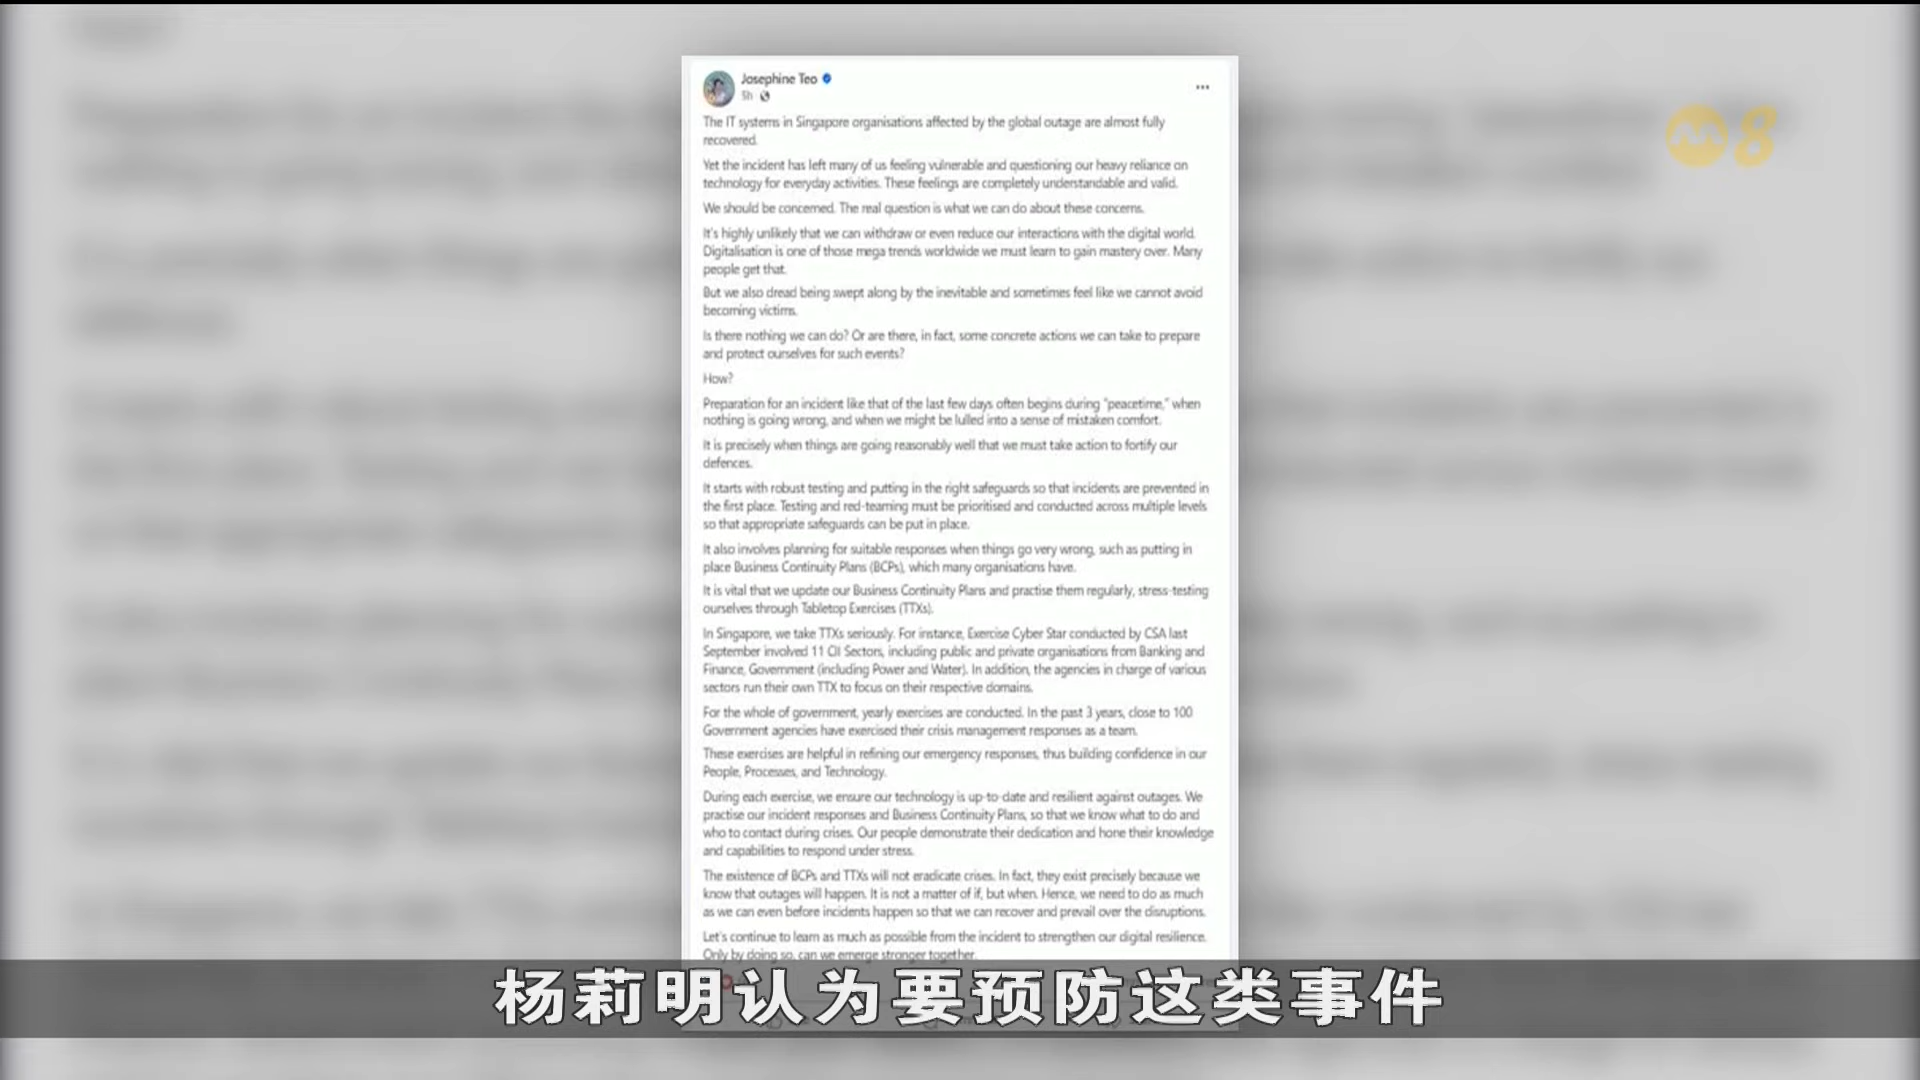 Josephine Teo
5h
8
The IT systems in Singapore organisations affected by the global outage are almost fully
recovered.
Yet the incident has left many of us feeling vulnerable and questioning our heavy reliance on
technology for everyday activities. These feelings are completely understandable and valid.
We should be concerned. The real question is what we can do about these concerns.
It's highly unlikely that we can withdraw or even reduce our interactions with the digital world.
Digitalisation is one of those mega trends worldwide we must learn to gain mastery over. Many
people get that.
But we also dread being swept along by the inevitable and sometimes feel like we cannot avoid
becoming victims.
Is there nothing we can do? Or are there, in fact, some concrete actions we can take to prepare
and protect ourselves for such events?
How?
Preparation for an incident like that of the last few days often begins during "peacetime," when
nothing is going wrong, and when we might be lulled into a sense of mistaken comfort.
It is precisely when things are going reasonably well that we must take action to fortify our
defences.
It starts with robust testing and putting in the right safeguards so that incidents are prevented in
the first place. Testing and red-teaming must be prioritised and conducted across multiple levels
so that appropriate safeguards can be put in place.
It also involves planning for suitable responses when things go very wrong, such as putting in
place Business Continuity Plans (BCPs), which many organisations have.
It is vital that we update our Business Continuity Plans and practise them regularly, stress-testing
ourselves through Tabletop Exercises (TTXs).
In Singapore, we take TTXs seriously. For instance, Exercise Cyber Star conducted by CSA last
September involved 11 CII Sectors, including public and private organisations from Banking and
Finance, Government (including Power and Water). In addition, the agencies in charge of various
sectors run their own TTX to focus on their respective domains.
For the whole of government, yearly exercises are conducted. In the past 3 years, close to 100
Government agencies have exercised their crisis management responses as a team.
These exercises are helpful in refining our emergency responses, thus building confidence in our
People, Processes, and Technology.
During each exercise, we ensure our technology is up-to-date and resilient against outages. We
practise our incident responses and Business Continuity Plans, so that we know what to do and
who to contact during crises. Our people demonstrate their dedication and hone their knowledge
and capabilities to respond under stress.
The existence of BCPs and TTXs will not eradicate crises. In fact, they exist precisely because we
know that outages will happen. It is not a matter of if, but when. Hence, we need to do as much
as we can even before incidents happen so that we can recover and prevail over the disruptions.
Let's continue to learn as much as possible from the incident to strengthen our digital resilience.
Only by doing so, can we emerge stronger together.
杨莉明认为要预防这类事件